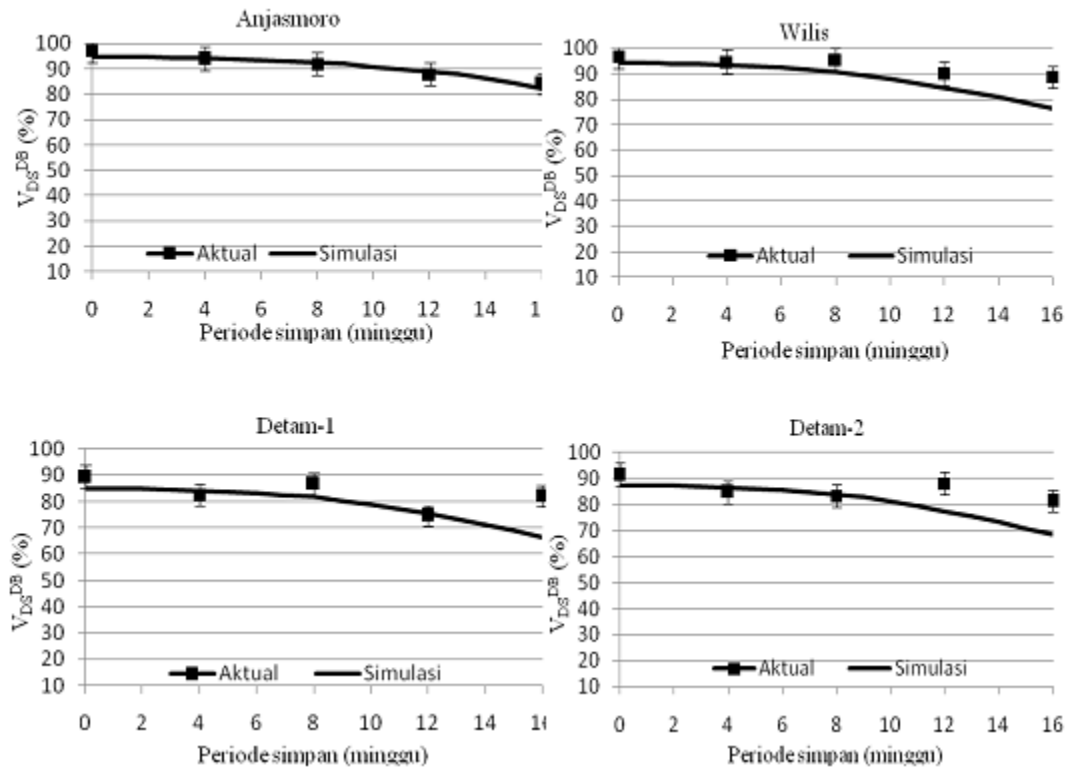 Anjasmoro
100
90
80
70
60
50
40
30
20
10
V_DS^DB (%)
Aktual Simulasi
0 2 4 6 8 10 12 14 1
Periode simpan (minggu)
Wilis
100
90
80
70
60
50
40
30
20
10
V_DS^DB (%)
Aktual Simulasi
0 2 4 6 8 10 12 14 16
Periode simpan (minggu)
Detam-1
100
90
80
70
60
50
40
30
20
10
V_DS^DB (%)
Aktual Simulasi
0 2 4 6 8 10 12 14 16
Periode simpan (minggu)
Detam-2
100
90
80
70
60
50
40
30
20
10
V_DS^DB (%)
Aktual Simulasi
0 2 4 6 8 10 12 14 16
Periode simpan (minggu)